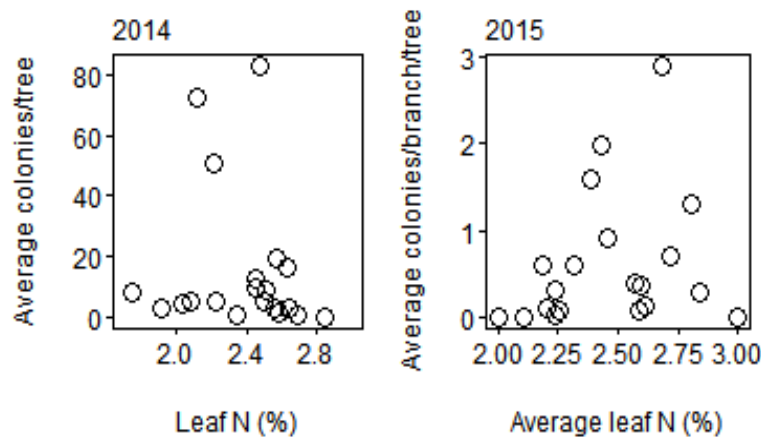 2014
Average colonies/tree
80
60
40
20
0
2.0 2.4 2.8
Leaf N (%)
2015
Average colonies/branch/tree
3
2
1
0
2.00 2.25 2.50 2.75 3.00
Average leaf N (%)